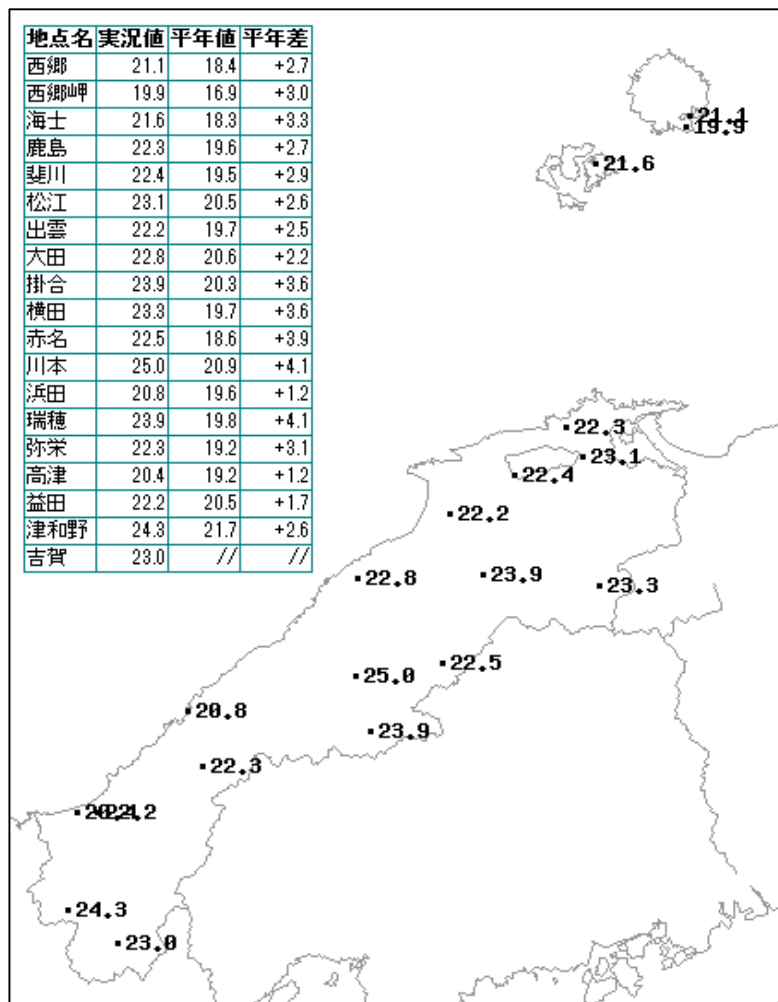 地点名 実況値 平年値 平年差
西郷 21.1 18.4 +2.7
西郷岬 19.9 16.9 +3.0
海士 21.6 18.3 +3.3
鹿島 22.3 19.6 +2.7
斐川 22.4 19.5 +2.9
松江 23.1 20.5 +2.6
出雲 22.2 19.7 +2.5
大田 22.8 20.6 +2.2
掛合 23.9 20.3 +3.6
横田 23.3 19.7 +3.6
赤名 22.5 18.6 +3.9
川本 25.0 20.9 +4.1
浜田 20.8 19.6 +1.2
瑞穂 23.9 19.8 +4.1
弥栄 22.3 19.2 +3.1
高津 20.4 19.2 +1.2
益田 22.2 20.5 +1.7
津和野 24.3 21.7 +2.6
吉賀 23.0 // //
21.1
19.9
21.6
22.3
23.1
22.4
22.2
22.8
23.9
23.3
22.5
25.0
20.8
23.9
22.3
20.4
22.2
24.3
23.0